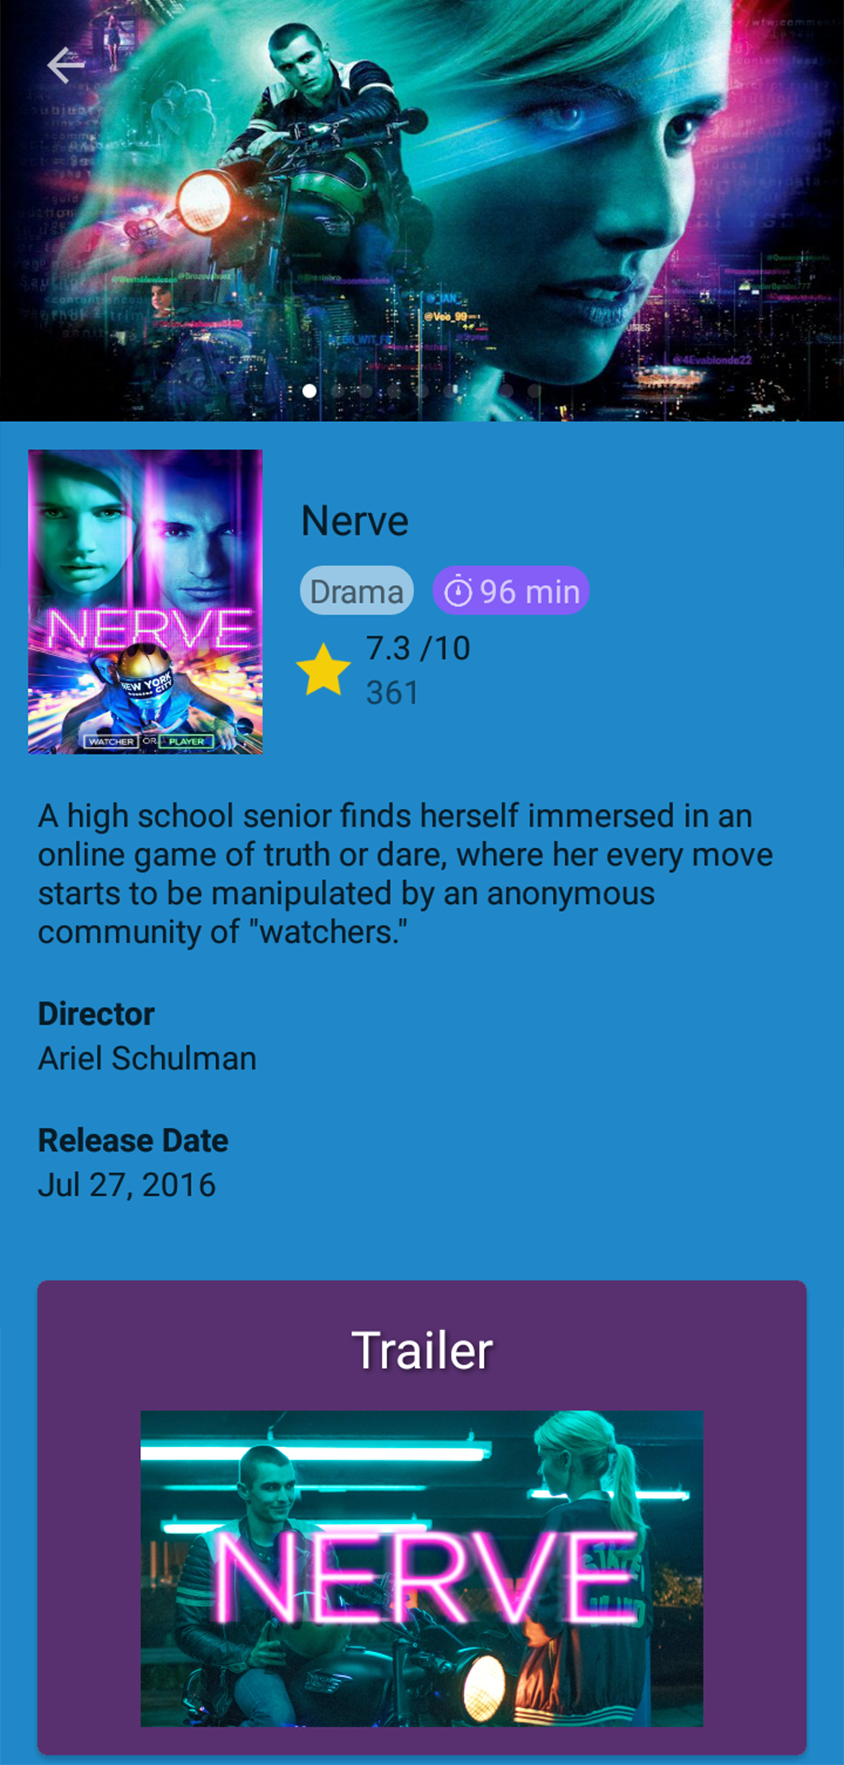 @Veo_99
@4Evablonde22
NERVE
NEW YORK
CITY
WATCHER OR PLAYER
Nerve
Drama
96 min
7.3 /10
361
A high school senior finds herself immersed in an
online game of truth or dare, where her every move
starts to be manipulated by an anonymous
community of "watchers."
Director
Ariel Schulman
Release Date
Jul 27, 2016
Trailer
NERVE